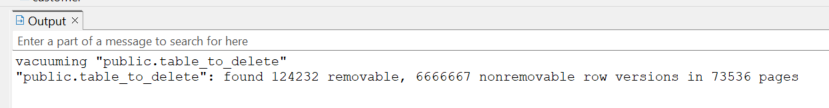 Output
Enter a part of a message to search for here
vacuuming "public.table_to_delete"
"public.table_to_delete": found 124232 removable, 6666667 nonremovable row versions in 73536 pages